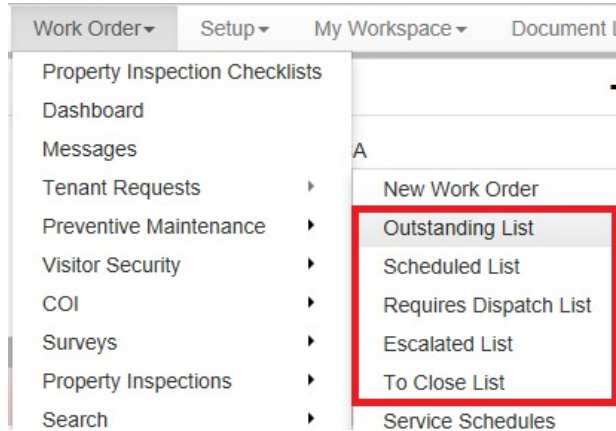 Work Order Setup My Workspace Document
Property Inspection Checklists
Dashboard
Messages
A
Tenant Requests
New Work Order
Preventive Maintenance
Outstanding List
Visitor Security
Scheduled List
COI
Requires Dispatch List
Surveys
Escalated List
Property Inspections
To Close List
Search
Service Schedules